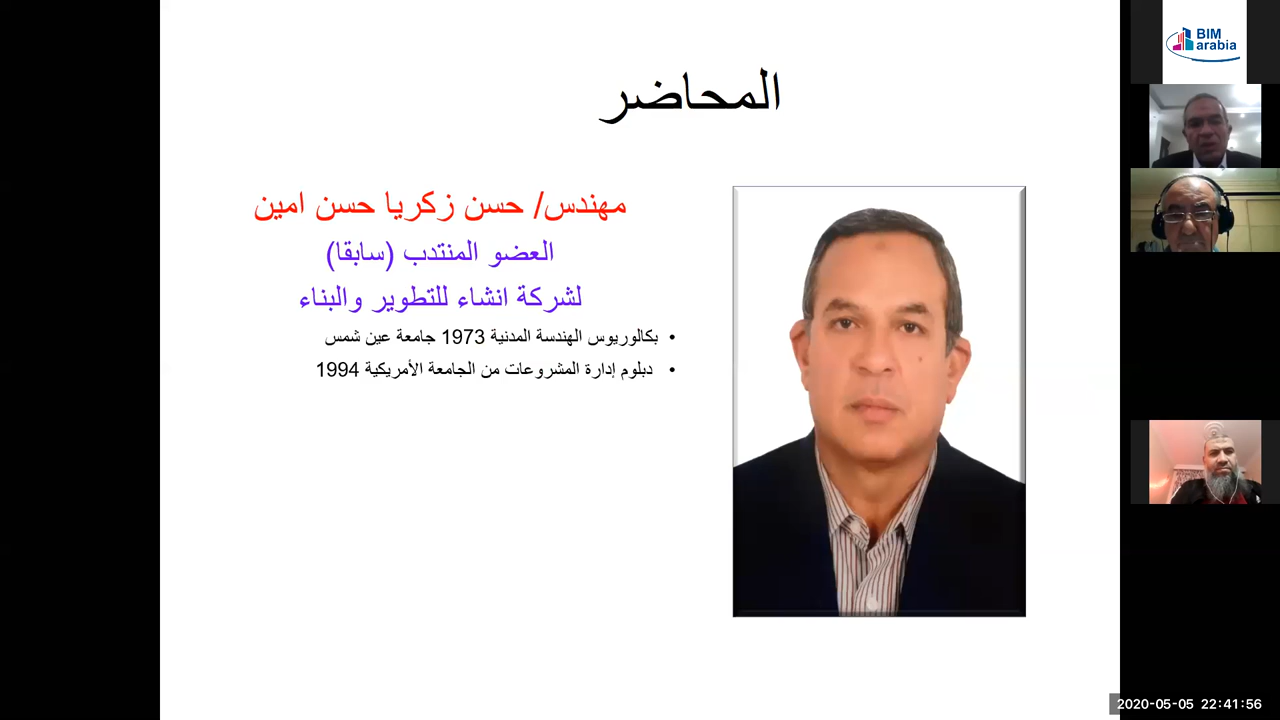 المحاضر
مهندس/ حسن زكريا حسن امين
العضو المنتدب (سابقا)
لشركة انشاء للتطوير والبناء
• بكالوريوس الهندسة المدنية 1973 جامعة عين شمس
• دبلوم إدارة المشروعات من الجامعة الأمريكية 1994
BIM
arabia
2020-05-05 22:41:56